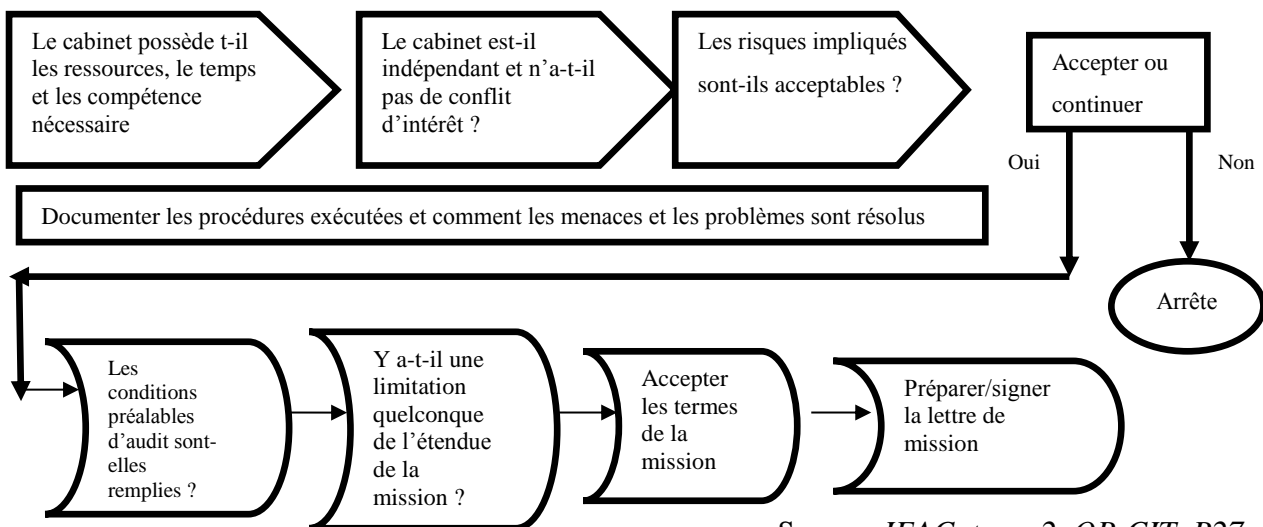 Le cabinet possède t-il
les ressources, le temps
et les compétence
nécessaire
Le cabinet est-il
indépendant et n’a-t-il
pas de conflit
d’intérêt ?
Les risques impliqués
sont-ils acceptables ?
Accepter ou
continuer
Oui
Non
Documenter les procédures exécutées et comment les menaces et les problèmes sont résolus
Arrête
Les
conditions
préalables
d’audit sont-
elles
remplies ?
Y a-t-il une
limitation
quelconque
de l’étendue
de la
mission ?
Accepter
les termes
de la
mission
Préparer/signer
la lettre de
mission